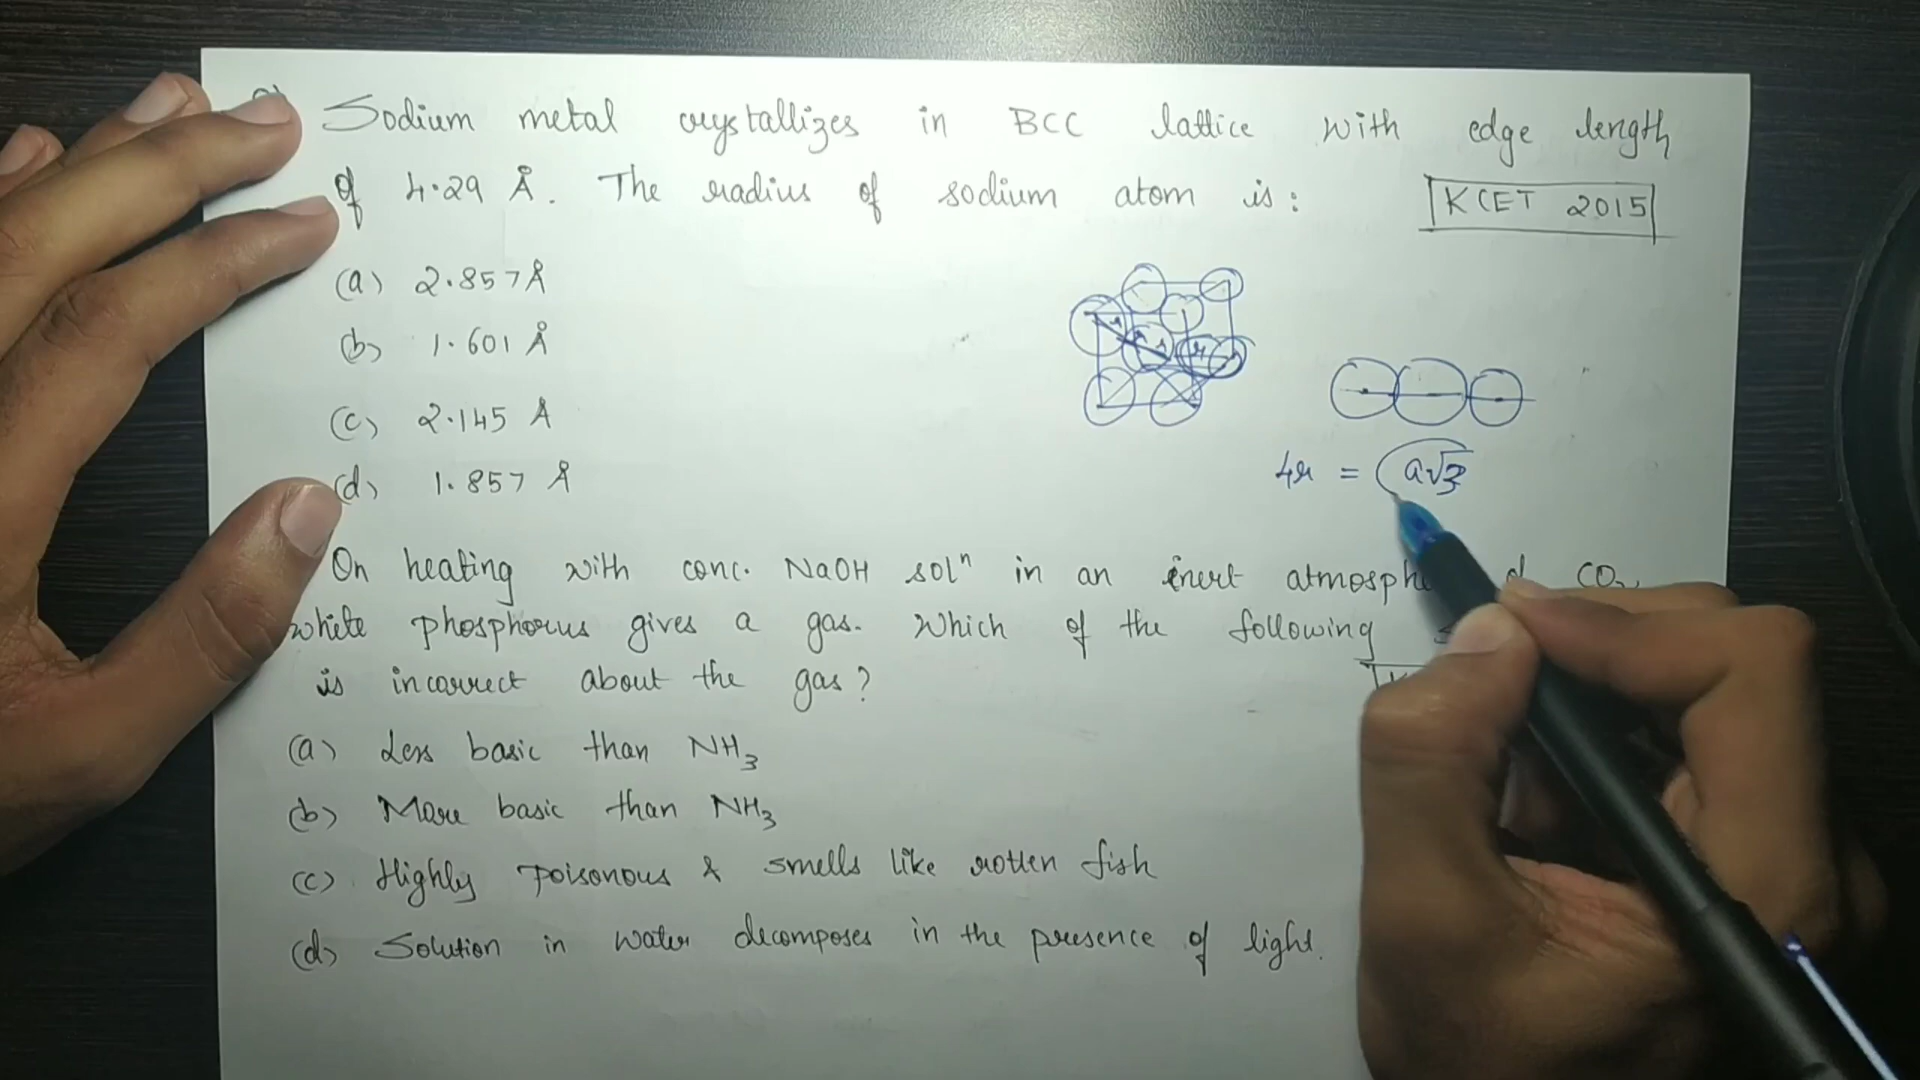 Sodium metal crystallizes in BCC lattice with edge length
of 4.29 Å. The radius of sodium atom is: KCET 2015
(a) 2.857 Å
(b) 1.601 Å
(c) 2.145 Å
(d) 1.857 Å
r r r r
4r = a√3
On heating with conc. NaOH solⁿ in an inert atmosphe of CO₂
white phosphorus gives a gas. Which of the following
is incorrect about the gas?
(a) Less basic than NH₃
(b) More basic than NH₃
(c) Highly Poisonous & smells like rotten fish
(d) Solution in water decomposes in the presence of light.